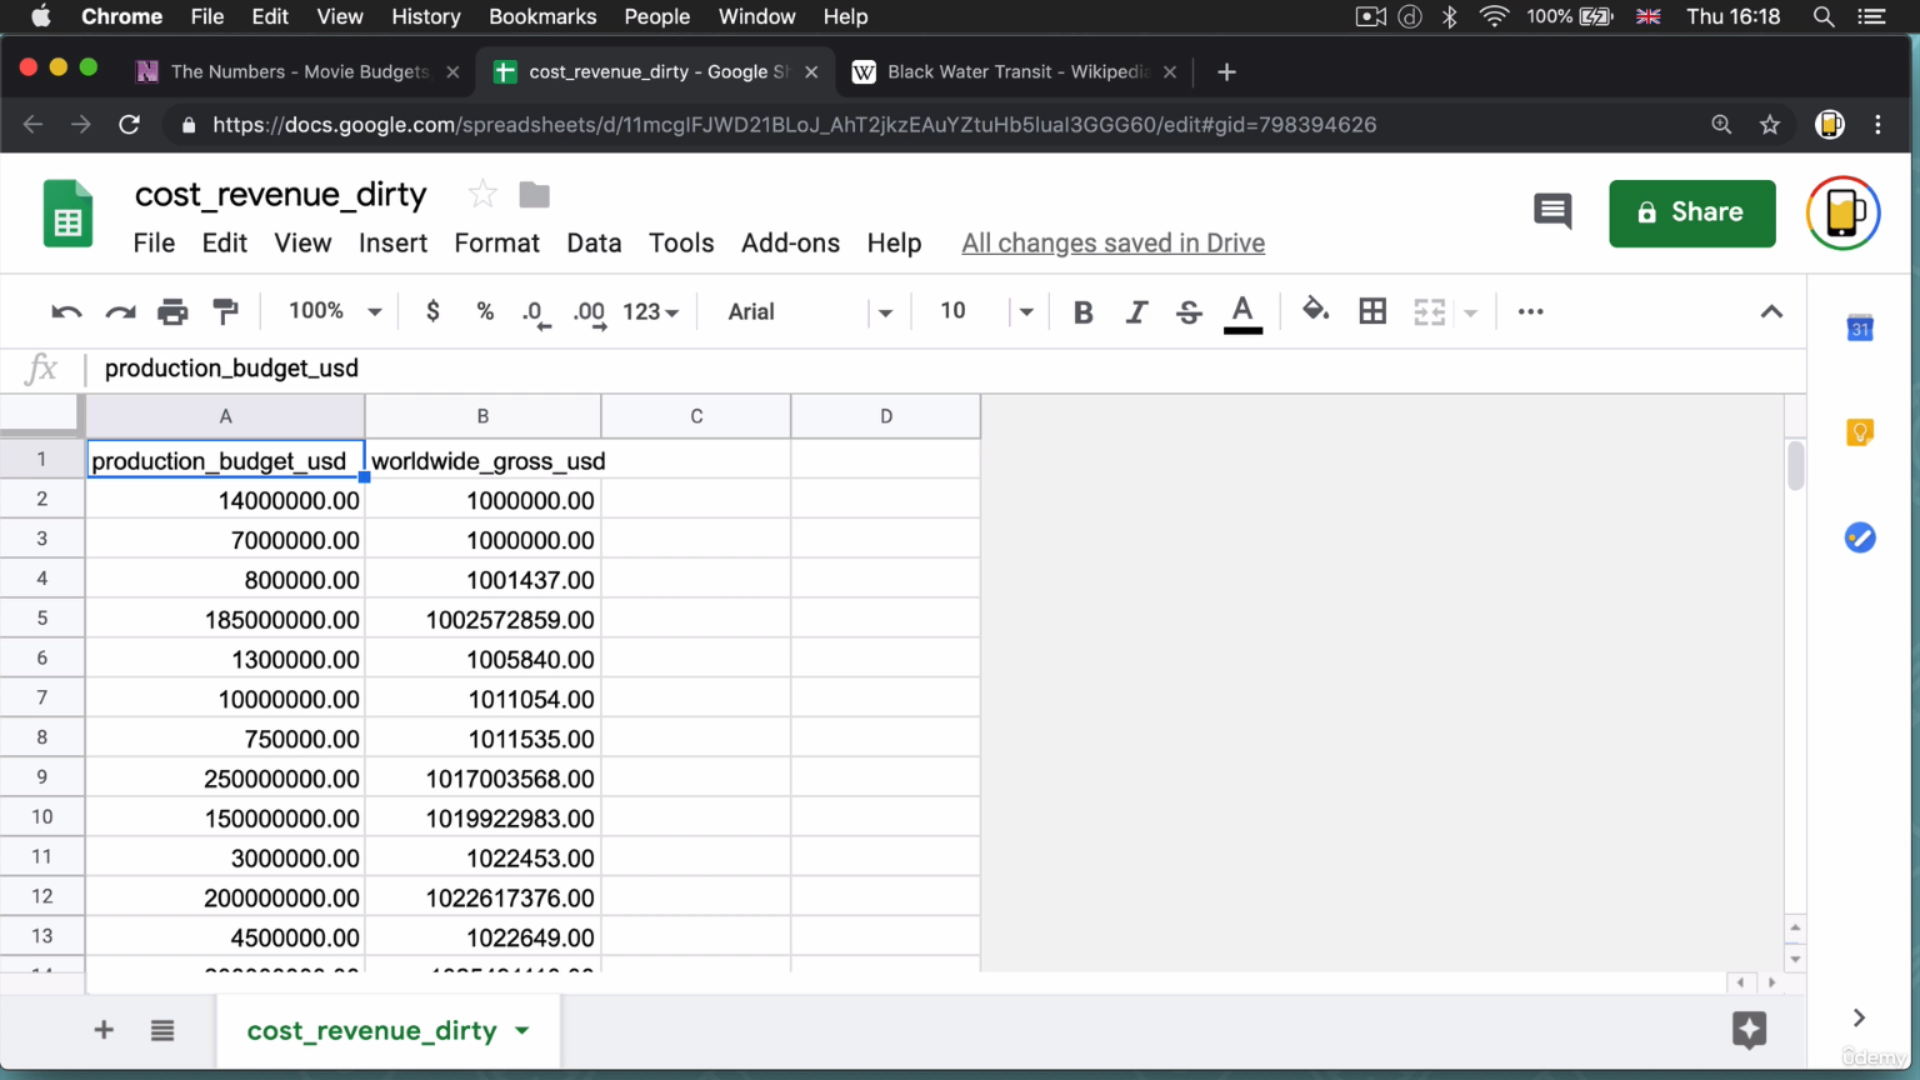 Chrome File Edit View History Bookmarks People Window Help 100% Thu 16:18
The Numbers - Movie Budgets cost_revenue_dirty - Google Sh Black Water Transit - Wikipedia
https://docs.google.com/spreadsheets/d/11mcgIFJWD21BLoJ_AhT2jkzEAuYZtuHb5lual3GGG60/edit#gid=798394626
cost_revenue_dirty
Share
File Edit View Insert Format Data Tools Add-ons Help All changes saved in Drive
100% $ % .0 .00 123 Arial 10 B I S A
31
fx production_budget_usd
A B C D
1 production_budget_usd worldwide_gross_usd
2 14000000.00 1000000.00
3 7000000.00 1000000.00
4 800000.00 1001437.00
5 185000000.00 1002572859.00
6 1300000.00 1005840.00
7 10000000.00 1011054.00
8 750000.00 1011535.00
9 250000000.00 1017003568.00
10 150000000.00 1019922983.00
11 3000000.00 1022453.00
12 200000000.00 1022617376.00
13 4500000.00 1022649.00
cost_revenue_dirty
ûdemy